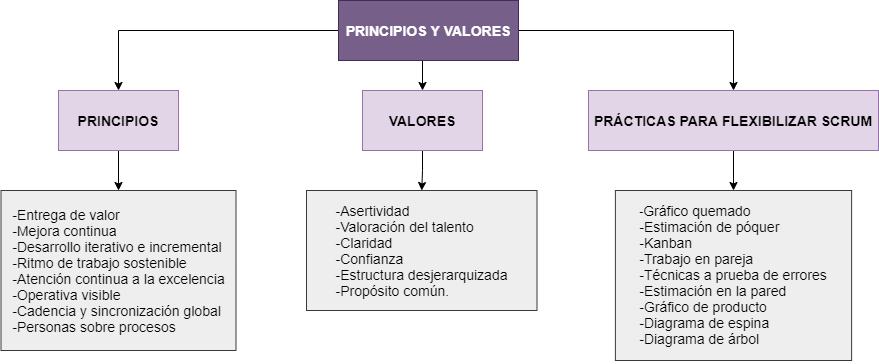 PRINCIPIOS Y VALORES
PRINCIPIOS
VALORES
PRÁCTICAS PARA FLEXIBILIZAR SCRUM
-Entrega de valor
-Mejora continua
-Desarrollo iterativo e incremental
-Ritmo de trabajo sostenible
-Atención continua a la excelencia
-Operativa visible
-Cadencia y sincronización global
-Personas sobre procesos
-Asertividad
-Valoración del talento
-Claridad
-Confianza
-Estructura desjerarquizada
-Propósito común.
-Gráfico quemado
-Estimación de póquer
-Kanban
-Trabajo en pareja
-Técnicas a prueba de errores
-Estimación en la pared
-Gráfico de producto
-Diagrama de espina
-Diagrama de árbol